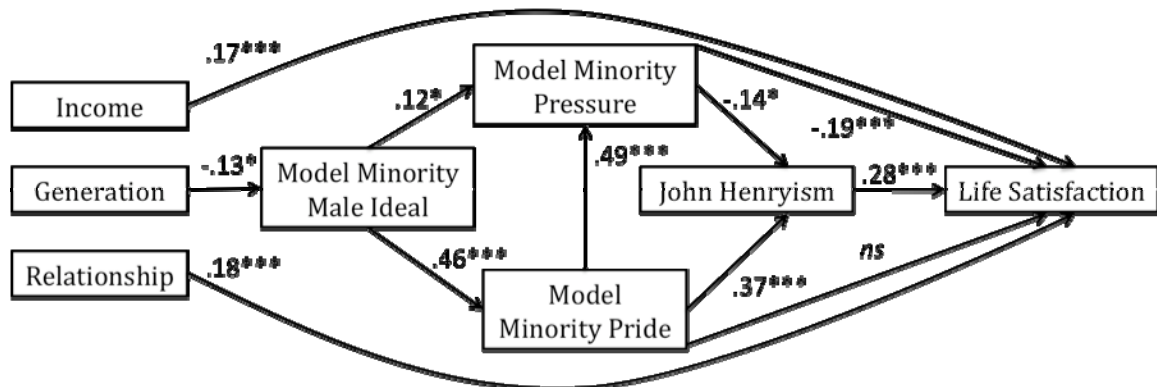 .17***
Model Minority
Pressure
Income
.12*
-.14*
-.19***
-.13*
.49***
Generation
Model Minority
Male Ideal
John Henryism
.28***
Life Satisfaction
Relationship
.18***
.46***
ns
Model
Minority Pride
.37***